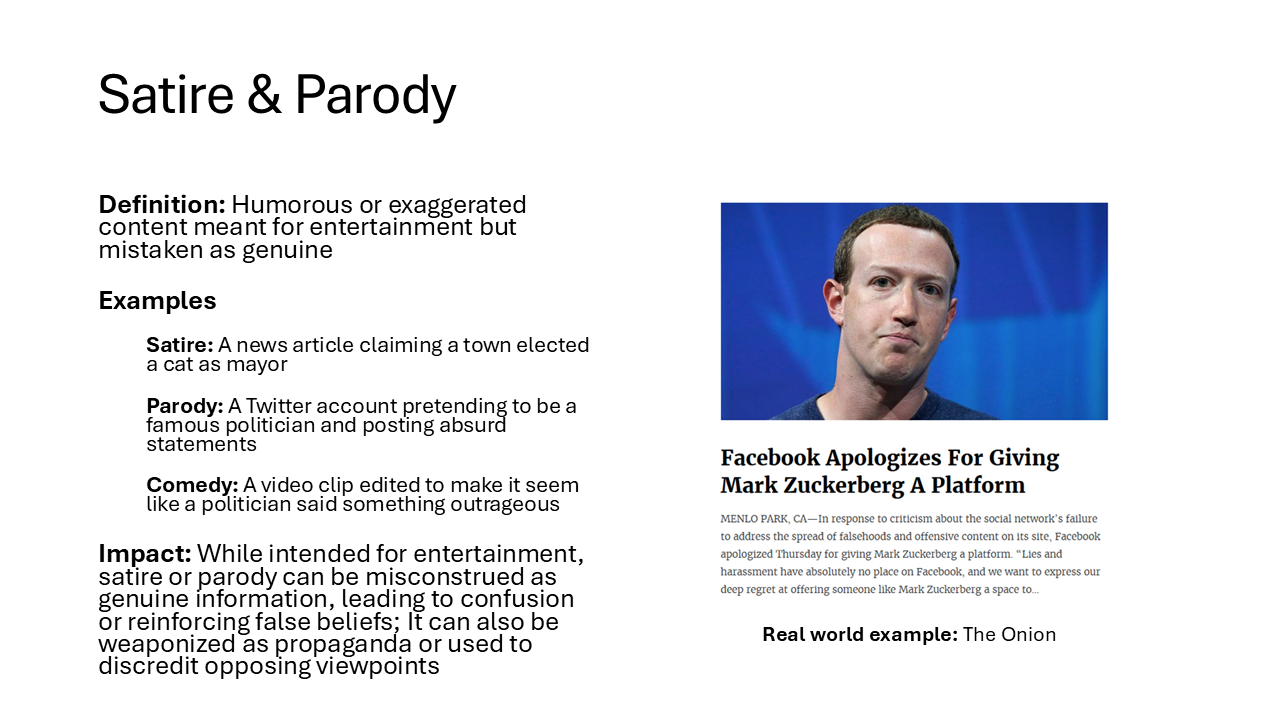 Satire & Parody
Definition: Humorous or exaggerated
content meant for entertainment but
mistaken as genuine
Examples
Satire: A news article claiming a town elected
a cat as mayor
Parody: A Twitter account pretending to be a
famous politician and posting absurd
statements
Comedy: A video clip edited to make it seem
like a politician said something outrageous
Impact: While intended for entertainment,
satire or parody can be misconstrued as
genuine information, leading to confusion
or reinforcing false beliefs; It can also be
weaponized as propaganda or used to
discredit opposing viewpoints
Facebook Apologizes For Giving
Mark Zuckerberg A Platform
MENLO PARK, CA—In response to criticism about the social network's failure
to address the spread of falsehoods and offensive content on its site, Facebook
apologized Thursday for giving Mark Zuckerberg a platform. “Lies and
harassment have absolutely no place on Facebook, and we want to express our
deep regret at offering someone like Mark Zuckerberg a space to...
Real world example: The Onion